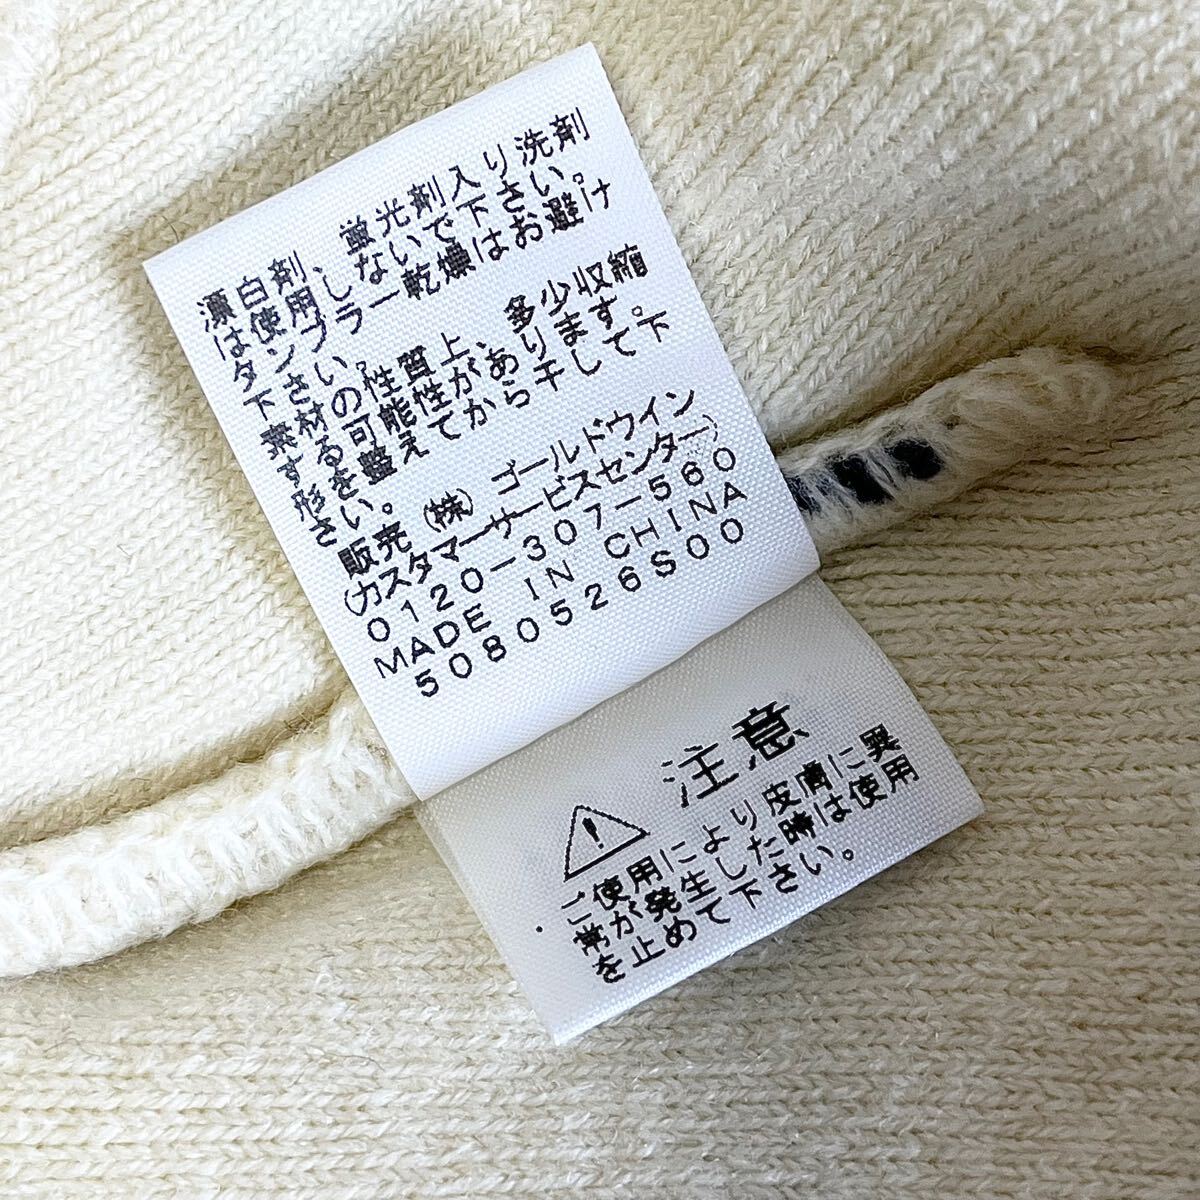 漂白剤、蛍光剤入り洗剤
は使用しないで下さい。
タンブラー乾燥はお避け
下さい。
素材の性質上、多少収縮
する可能性があります。
形を整えてから干して下
さい。
販売 (株) ゴールドウイン
(カスタマーサービスセンター)
0120-307-560
MADE IN CHINA
5080526S00
注意
ご使用により皮膚に異
常が発生した時は使用
を止めて下さい。